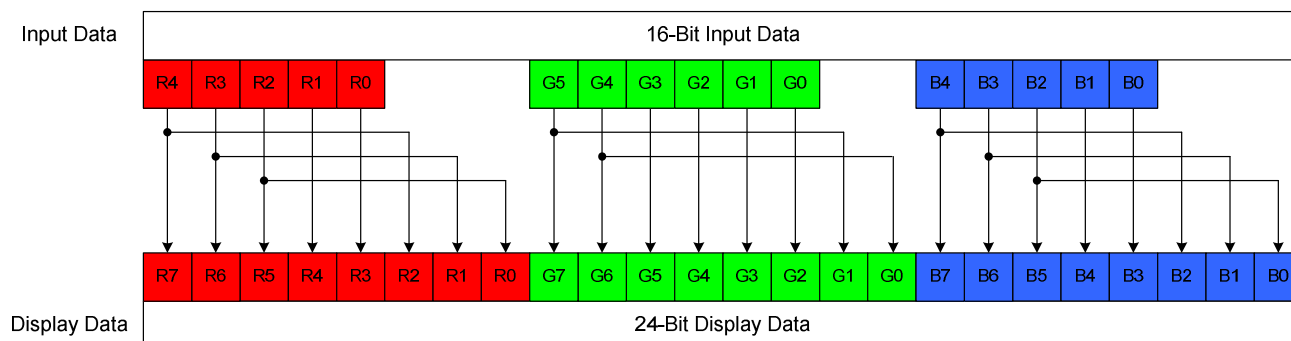 Input Data 16-Bit Input Data
R4 R3 R2 R1 R0 G5 G4 G3 G2 G1 G0 B4 B3 B2 B1 B0
R7 R6 R5 R4 R3 R2 R1 R0 G7 G6 G5 G4 G3 G2 G1 G0 B7 B6 B5 B4 B3 B2 B1 B0
Display Data 24-Bit Display Data